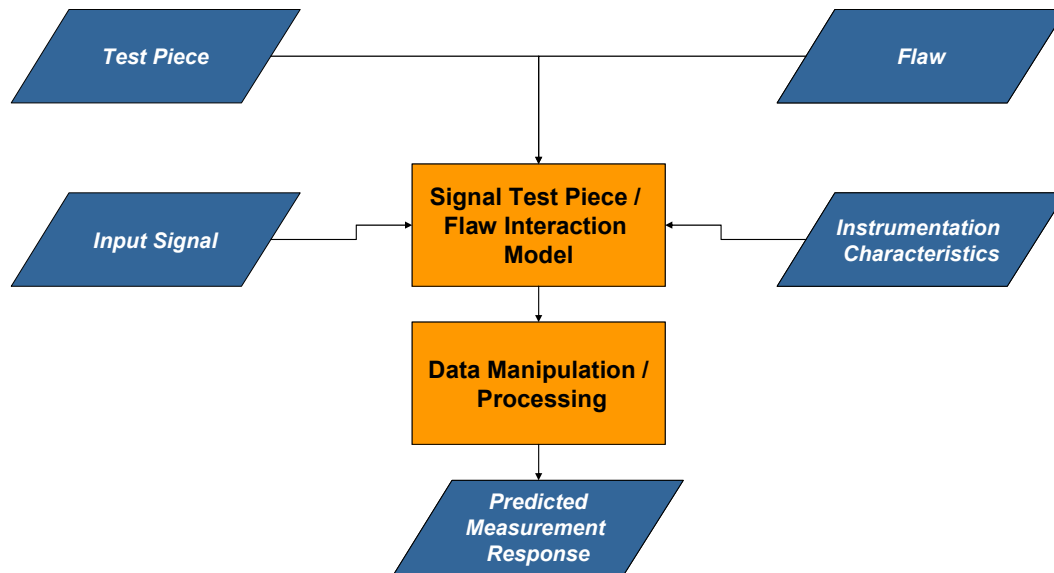 Test Piece
Flaw
Signal Test Piece /
Flaw Interaction
Model
Input Signal
Instrumentation
Characteristics
Data Manipulation /
Processing
Predicted
Measurement
Response